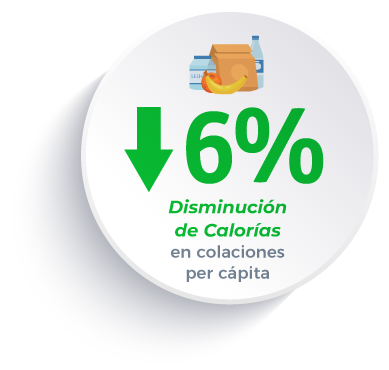 6%
Disminución
de Calorías
en colaciones
per cápita